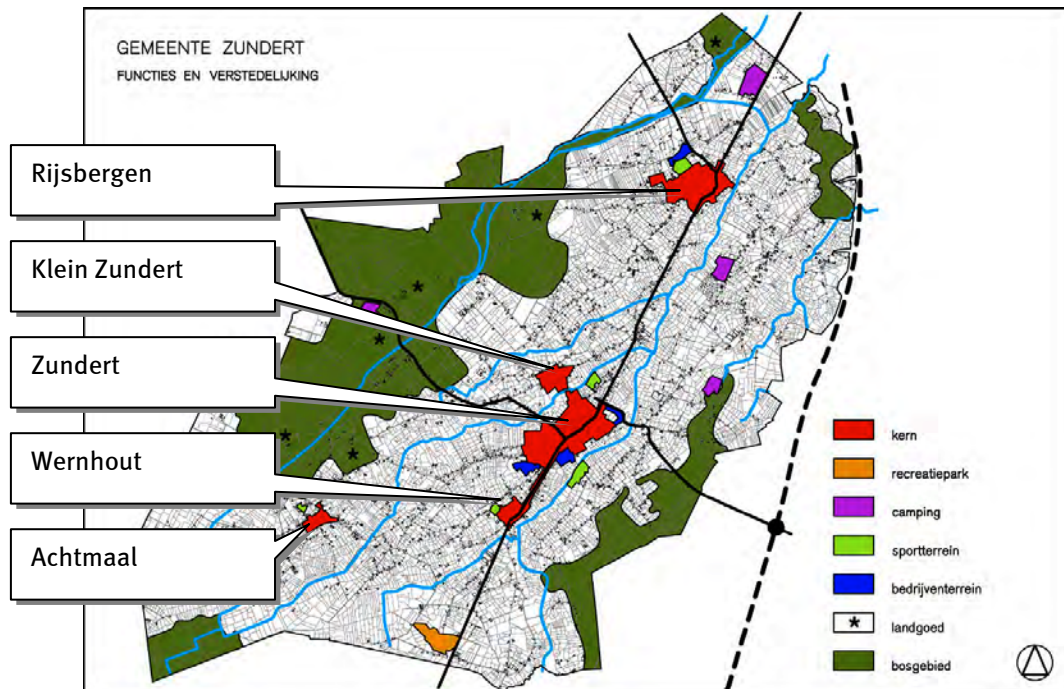 GEMEENTE ZUNDERT
FUNCTIES EN VERSTEDELIJKING
Rijsbergen
Klein Zundert
Zundert
Wernhout
Achtmaal
kern
recreatiepark
camping
sportterrein
bedrijventerrein
landgoed
bosgebied